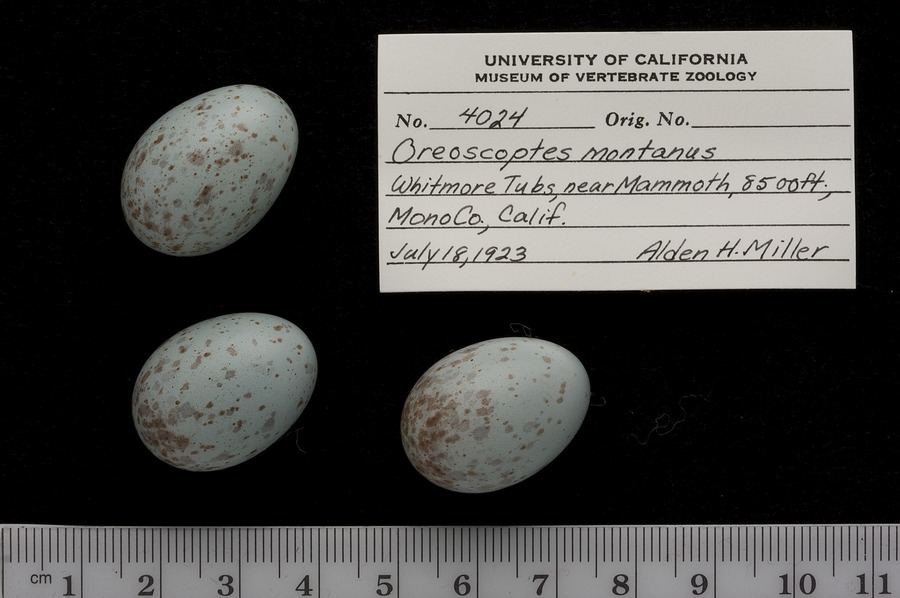 UNIVERSITY OF CALIFORNIA
MUSEUM OF VERTEBRATE ZOOLOGY
No. 4024 Orig. No.
Oreoscoptes montanus
Whitmore Tubs, near Mammoth, 8500ft.,
Mono Co., Calif.
July 18, 1923 Alden H. Miller
cm 1 2 3 4 5 6 7 8 9 10 11